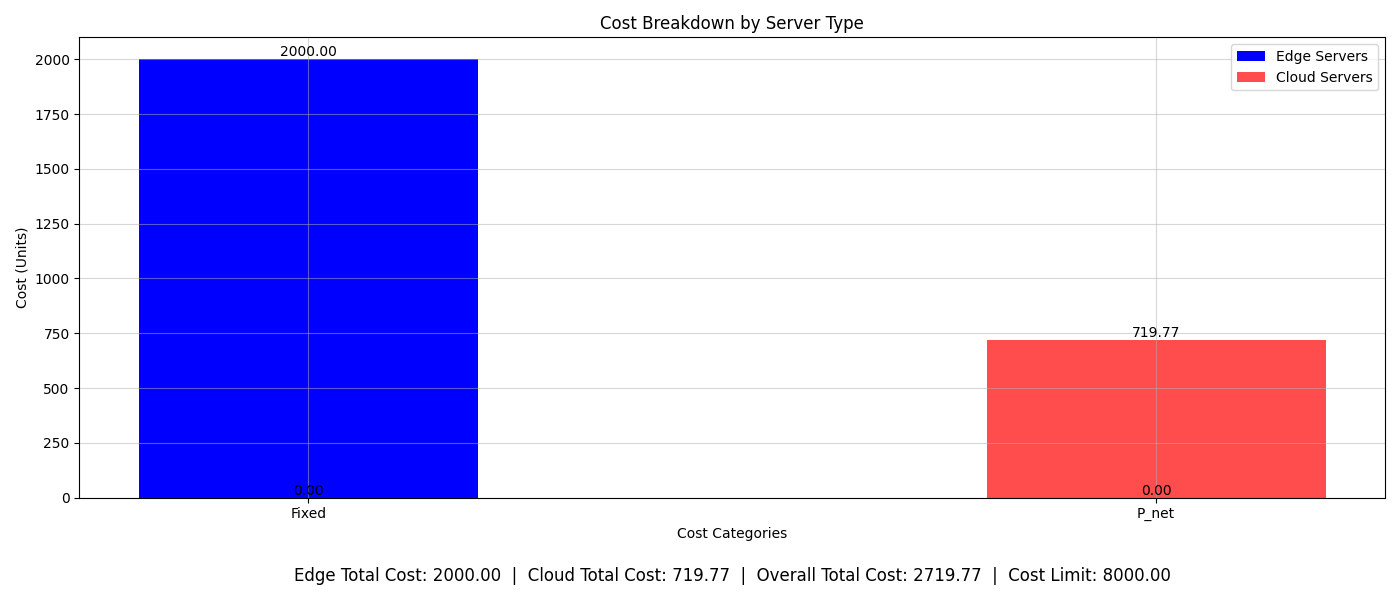 Cost Breakdown by Server Type
Edge Servers
Cloud Servers
2000.00
719.77
0.00
0.00
2000
1750
1500
1250
1000
750
500
250
0
Cost (Units)
Fixed
P_net
Cost Categories
Edge Total Cost: 2000.00 | Cloud Total Cost: 719.77 | Overall Total Cost: 2719.77 | Cost Limit: 8000.00